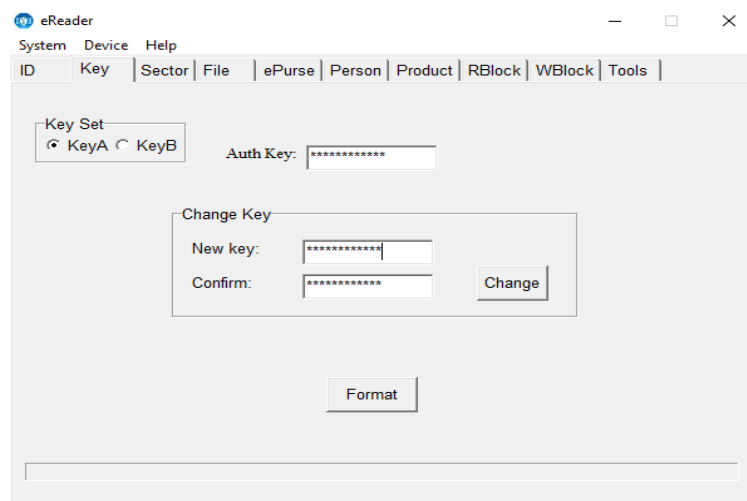 eReader
System Device Help
ID Key Sector File ePurse Person Product RBlock WBlock Tools
Key Set
KeyA KeyB
Auth Key: ************
Change Key
New key: ************
Confirm: ************
Change
Format